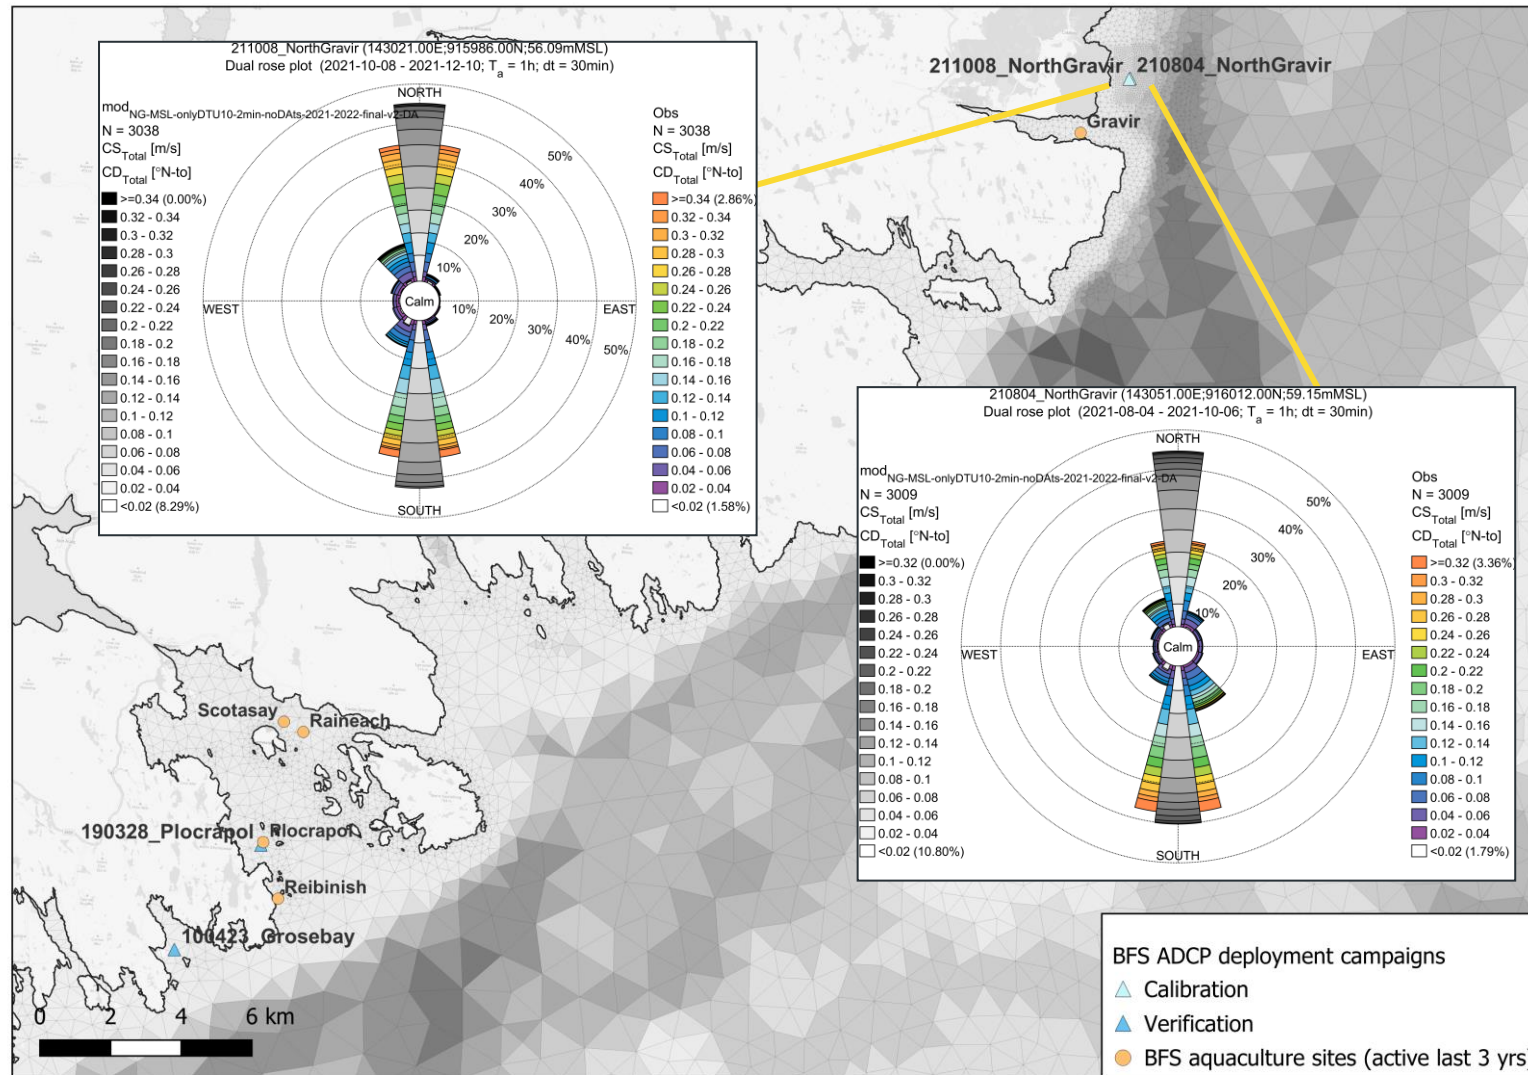 211008_NorthGravir (143021.00E;915986.00N;56.09mMSL)
Dual rose plot (2021-10-08 - 2021-12-10; Ta = 1h; dt = 30min)
NORTH
SOUTH
WEST
EAST
Calm
10%
20%
30%
40%
50%
10%
20%
30%
40%
50%
mod NG-MSL-onlyDTU10-2min-noDAts-2021-2022-final-v2-DA
N = 3038
CSTotal [m/s]
CDTotal [°N-to]
>=0.34 (0.00%)
0.32 - 0.34
0.3 - 0.32
0.28 - 0.3
0.26 - 0.28
0.24 - 0.26
0.22 - 0.24
0.2 - 0.22
0.18 - 0.2
0.16 - 0.18
0.14 - 0.16
0.12 - 0.14
0.1 - 0.12
0.08 - 0.1
0.06 - 0.08
0.04 - 0.06
0.02 - 0.04
<0.02 (8.29%)
Obs
N = 3038
CSTotal [m/s]
CDTotal [°N-to]
>=0.34 (2.86%)
0.32 - 0.34
0.3 - 0.32
0.28 - 0.3
0.26 - 0.28
0.24 - 0.26
0.22 - 0.24
0.2 - 0.22
0.18 - 0.2
0.16 - 0.18
0.14 - 0.16
0.12 - 0.14
0.1 - 0.12
0.08 - 0.1
0.06 - 0.08
0.04 - 0.06
0.02 - 0.04
<0.02 (1.58%)
211008_NorthGravir
210804_NorthGravir
Gravir
210804_NorthGravir (143051.00E;916012.00N;59.15mMSL)
Dual rose plot (2021-08-04 - 2021-10-06; Ta = 1h; dt = 30min)
NORTH
SOUTH
WEST
EAST
Calm
10%
20%
30%
40%
50%
mod NG-MSL-onlyDTU10-2min-noDAts-2021-2022-final-v2-DA
N = 3009
CSTotal [m/s]
CDTotal [°N-to]
>=0.32 (0.00%)
0.3 - 0.32
0.28 - 0.3
0.26 - 0.28
0.24 - 0.26
0.22 - 0.24
0.2 - 0.22
0.18 - 0.2
0.16 - 0.18
0.14 - 0.16
0.12 - 0.14
0.1 - 0.12
0.08 - 0.1
0.06 - 0.08
0.04 - 0.06
0.02 - 0.04
<0.02 (10.80%)
Obs
N = 3009
CSTotal [m/s]
CDTotal [°N-to]
>=0.32 (3.36%)
0.3 - 0.32
0.28 - 0.3
0.26 - 0.28
0.24 - 0.26
0.22 - 0.24
0.2 - 0.22
0.18 - 0.2
0.16 - 0.18
0.14 - 0.16
0.12 - 0.14
0.1 - 0.12
0.08 - 0.1
0.06 - 0.08
0.04 - 0.06
0.02 - 0.04
<0.02 (1.79%)
Scotasay
Raineach
190328_Plocrapol
Plocrapol
Reibinish
100423_Grosebay
0 2 4 6 km
BFS ADCP deployment campaigns
Calibration
Verification
BFS aquaculture sites (active last 3 yrs)